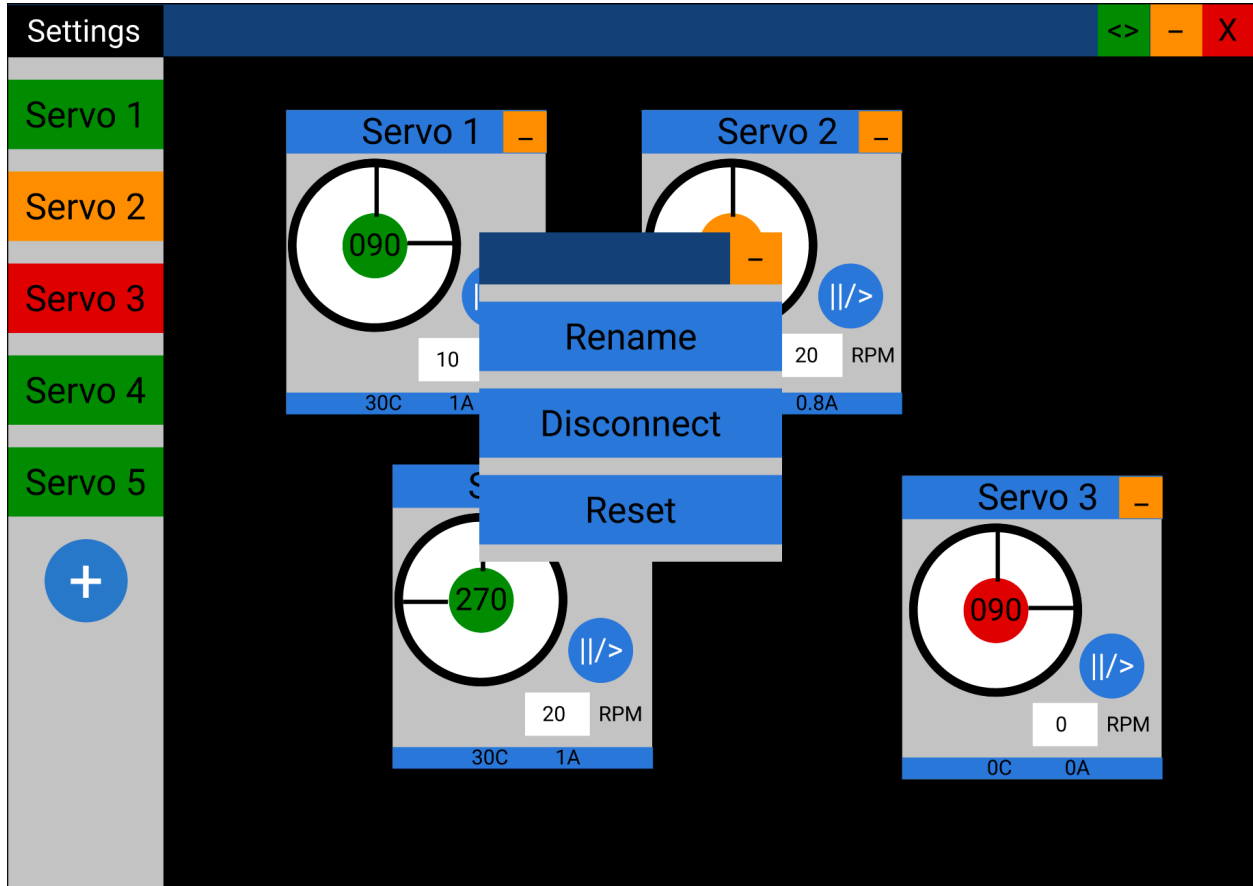 Settings
<> – X
Servo 1
Servo 2
Servo 3
Servo 4
Servo 5
+
Servo 1 –
090
10
30C 1A
Servo 2 –
||/>
20 RPM
0.8A
–
Rename
Disconnect
Reset
270
||/>
20 RPM
30C 1A
Servo 3 –
090
||/>
0 RPM
0C 0A